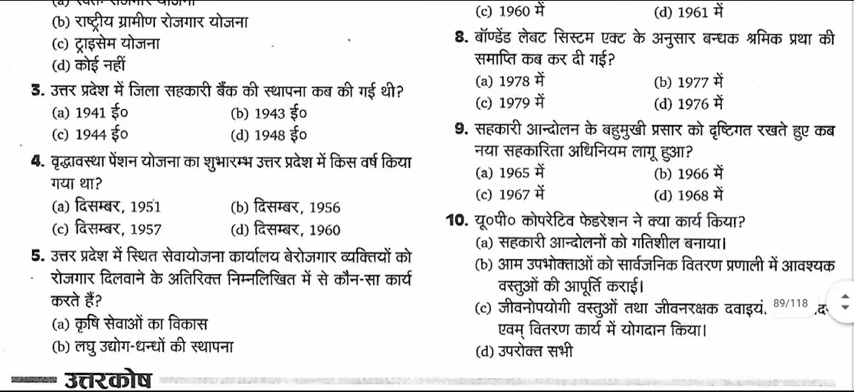 (b) राष्ट्रीय ग्रामीण रोजगार योजना
(c) ट्राइसेम योजना
(d) कोई नहीं
3. उत्तर प्रदेश में जिला सहकारी बैंक की स्थापना कब की गई थी?
(a) 1941 ई० (b) 1943 ई०
(c) 1944 ई० (d) 1948 ई०
4. वृद्धावस्था पेंशन योजना का शुभारम्भ उत्तर प्रदेश में किस वर्ष किया
गया था?
(a) दिसम्बर, 1951 (b) दिसम्बर, 1956
(c) दिसम्बर, 1957 (d) दिसम्बर, 1960
5. उत्तर प्रदेश में स्थित सेवायोजना कार्यालय बेरोजगार व्यक्तियों को
रोजगार दिलवाने के अतिरिक्त निम्नलिखित में से कौन-सा कार्य
करते हैं?
(a) कृषि सेवाओं का विकास
(b) लघु उद्योग-धन्धों की स्थापना
(c) 1960 में (d) 1961 में
8. बॉण्डेंड लेबट सिस्टम एक्ट के अनुसार बन्धक श्रमिक प्रथा की
समाप्ति कब कर दी गई?
(a) 1978 में (b) 1977 में
(c) 1979 में (d) 1976 में
9. सहकारी आन्दोलन के बहुमुखी प्रसार को दृष्टिगत रखते हुए कब
नया सहकारिता अधिनियम लागू हुआ?
(a) 1965 में (b) 1966 में
(c) 1967 में (d) 1968 में
10. यू०पी० कोपरेटिव फेडरेशन ने क्या कार्य किया?
(a) सहकारी आन्दोलनों को गतिशील बनाया।
(b) आम उपभोक्ताओं को सार्वजनिक वितरण प्रणाली में आवश्यक
वस्तुओं की आपूर्ति कराई।
(c) जीवनोपयोगी वस्तुओं तथा जीवनरक्षक दवाइयं. 89/118
एवम् वितरण कार्य में योगदान किया।
(d) उपरोक्त सभी
उत्तरकोष